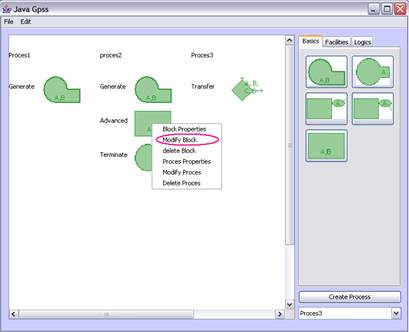 Java Gpss
File Edit
Proces1 proces2 Proces3
Basics Facilities Logics
Generate A,B Generate A,B Transfer A, B, C,D
A,B A
A A
A,B
Advanced A
Block Properties
Modify Block
delete Block
Terminate
Proces Properties
Modify Proces
Delete Proces
Create Process
Proces3